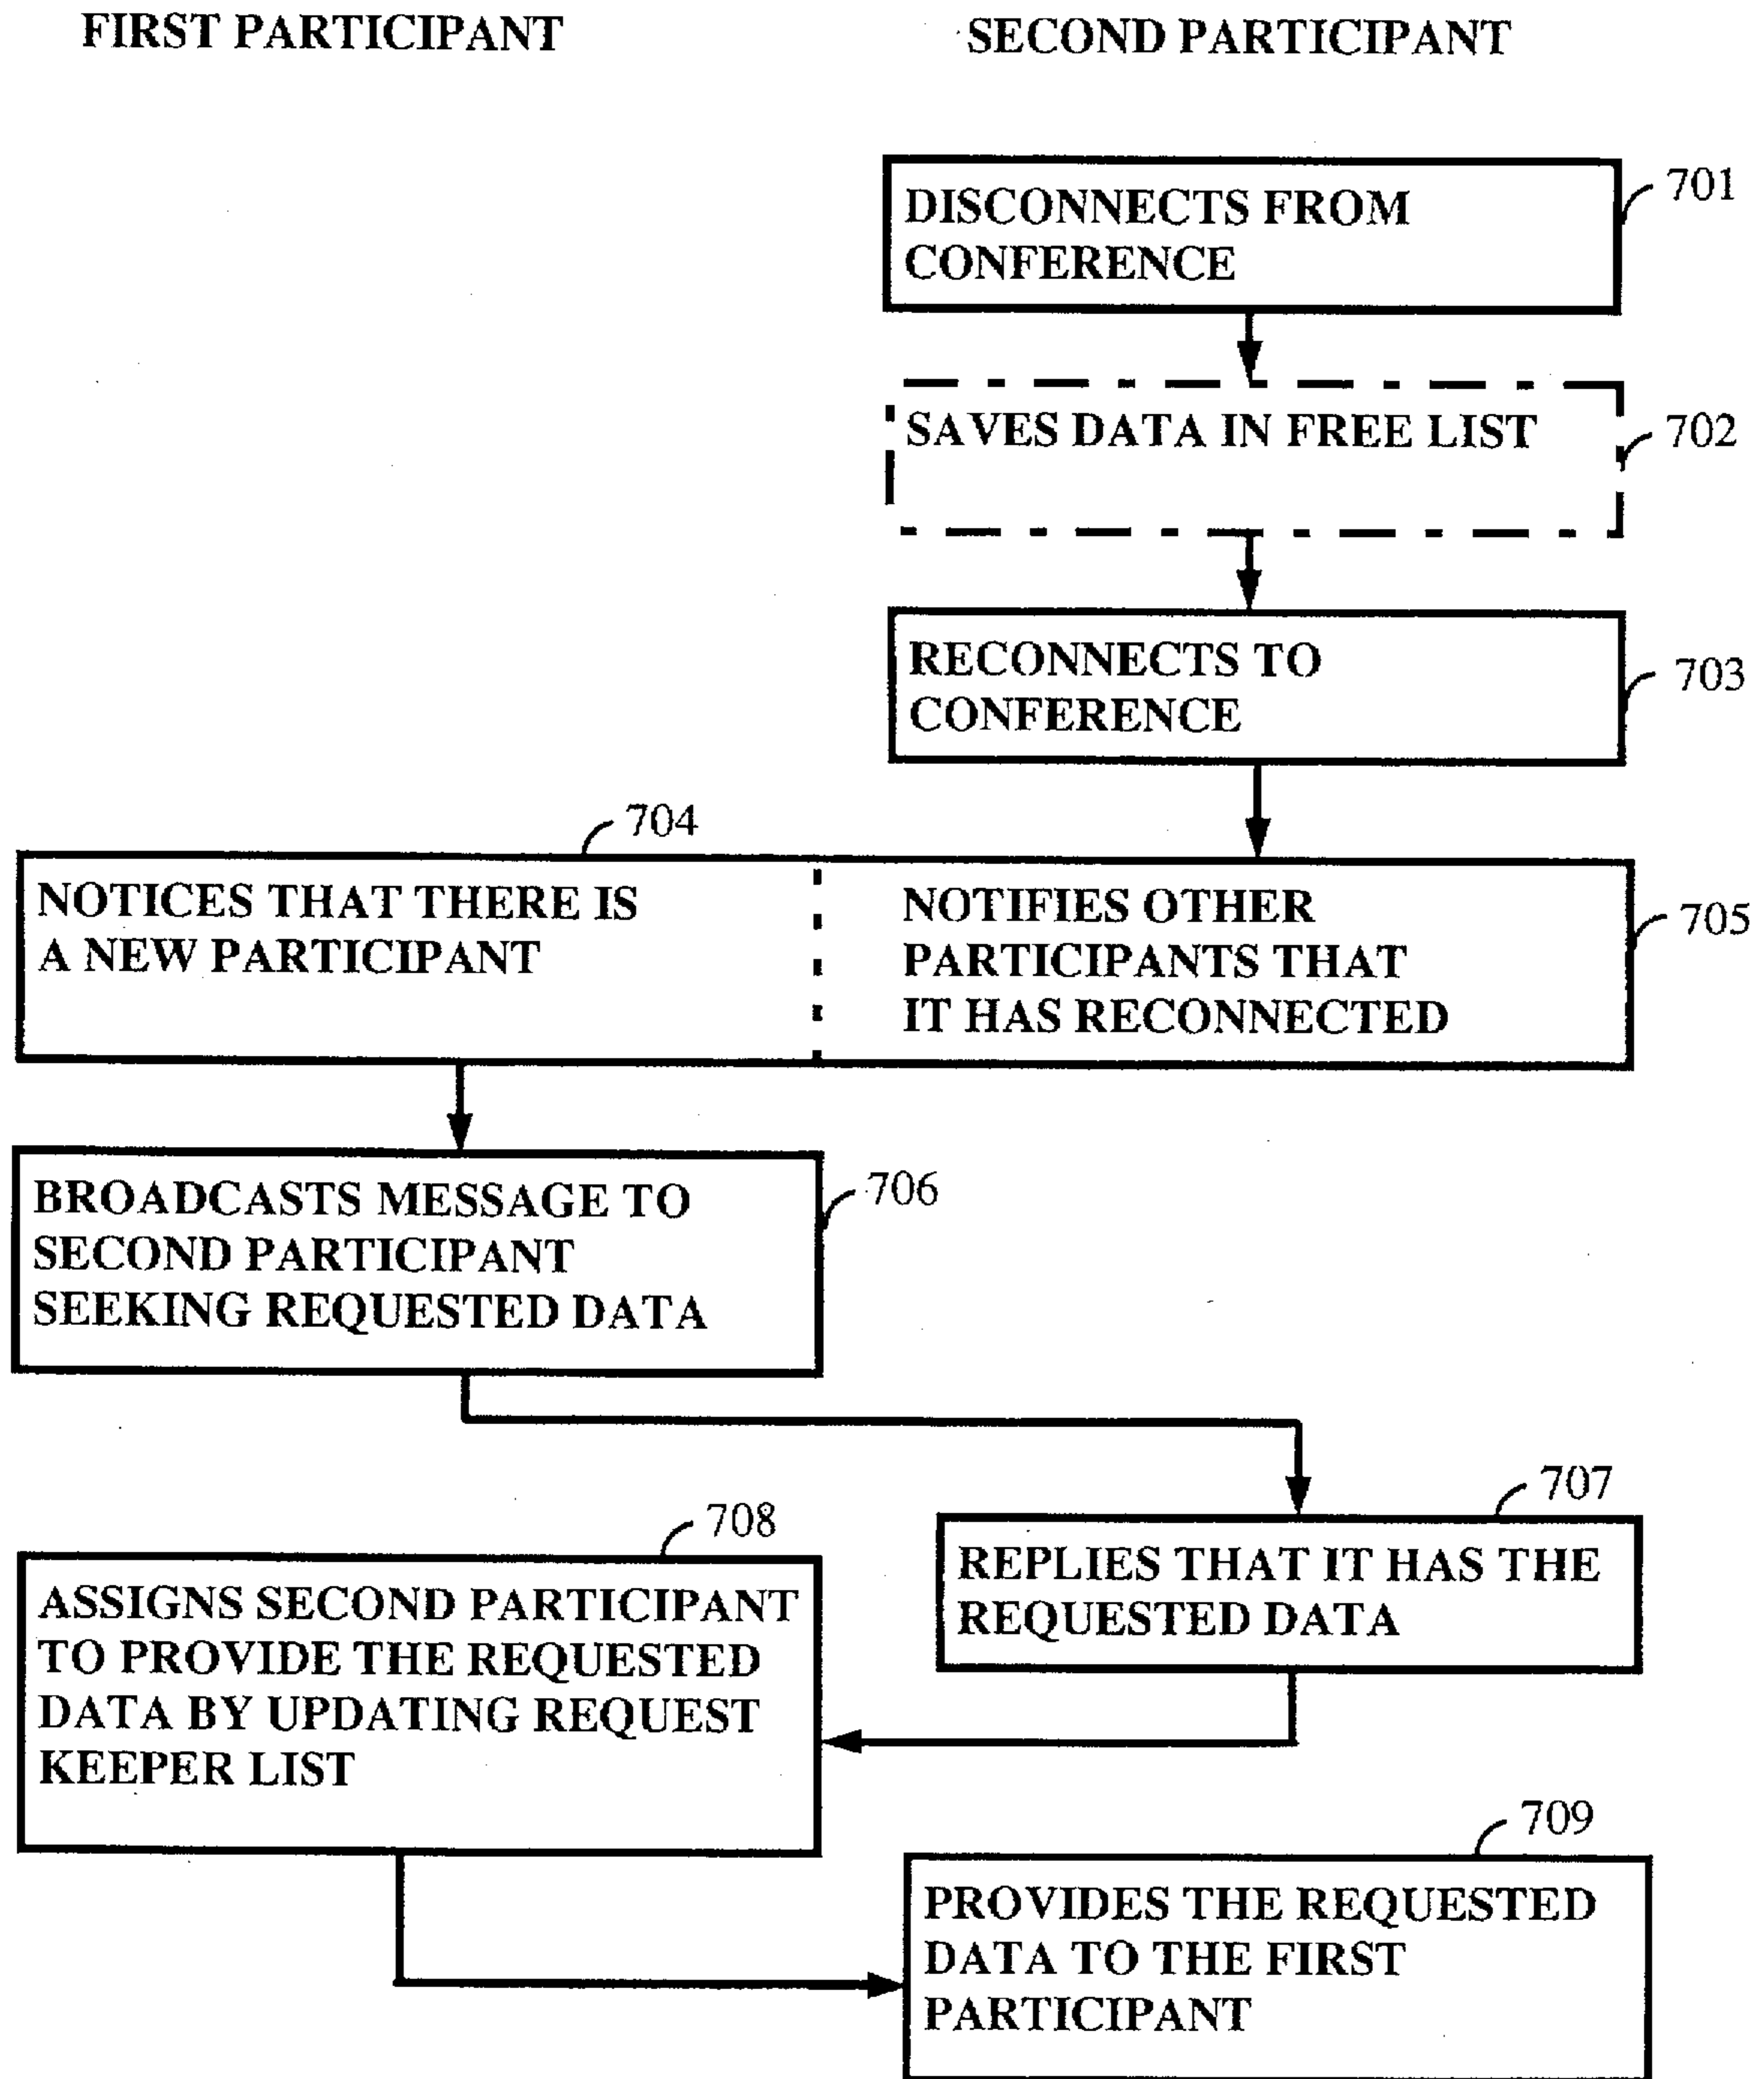 FIRST PARTICIPANT
SECOND PARTICIPANT
DISCONNECTS FROM
CONFERENCE
701
SAVES DATA IN FREE LIST
702
RECONNECTS TO
CONFERENCE
703
704
NOTICES THAT THERE IS
A NEW PARTICIPANT
NOTIFIES OTHER
PARTICIPANTS THAT
IT HAS RECONNECTED
705
BROADCASTS MESSAGE TO
SECOND PARTICIPANT
SEEKING REQUESTED DATA
706
707
REPLIES THAT IT HAS THE
REQUESTED DATA
708
ASSIGNS SECOND PARTICIPANT
TO PROVIDE THE REQUESTED
DATA BY UPDATING REQUEST
KEEPER LIST
709
PROVIDES THE REQUESTED
DATA TO THE FIRST
PARTICIPANT